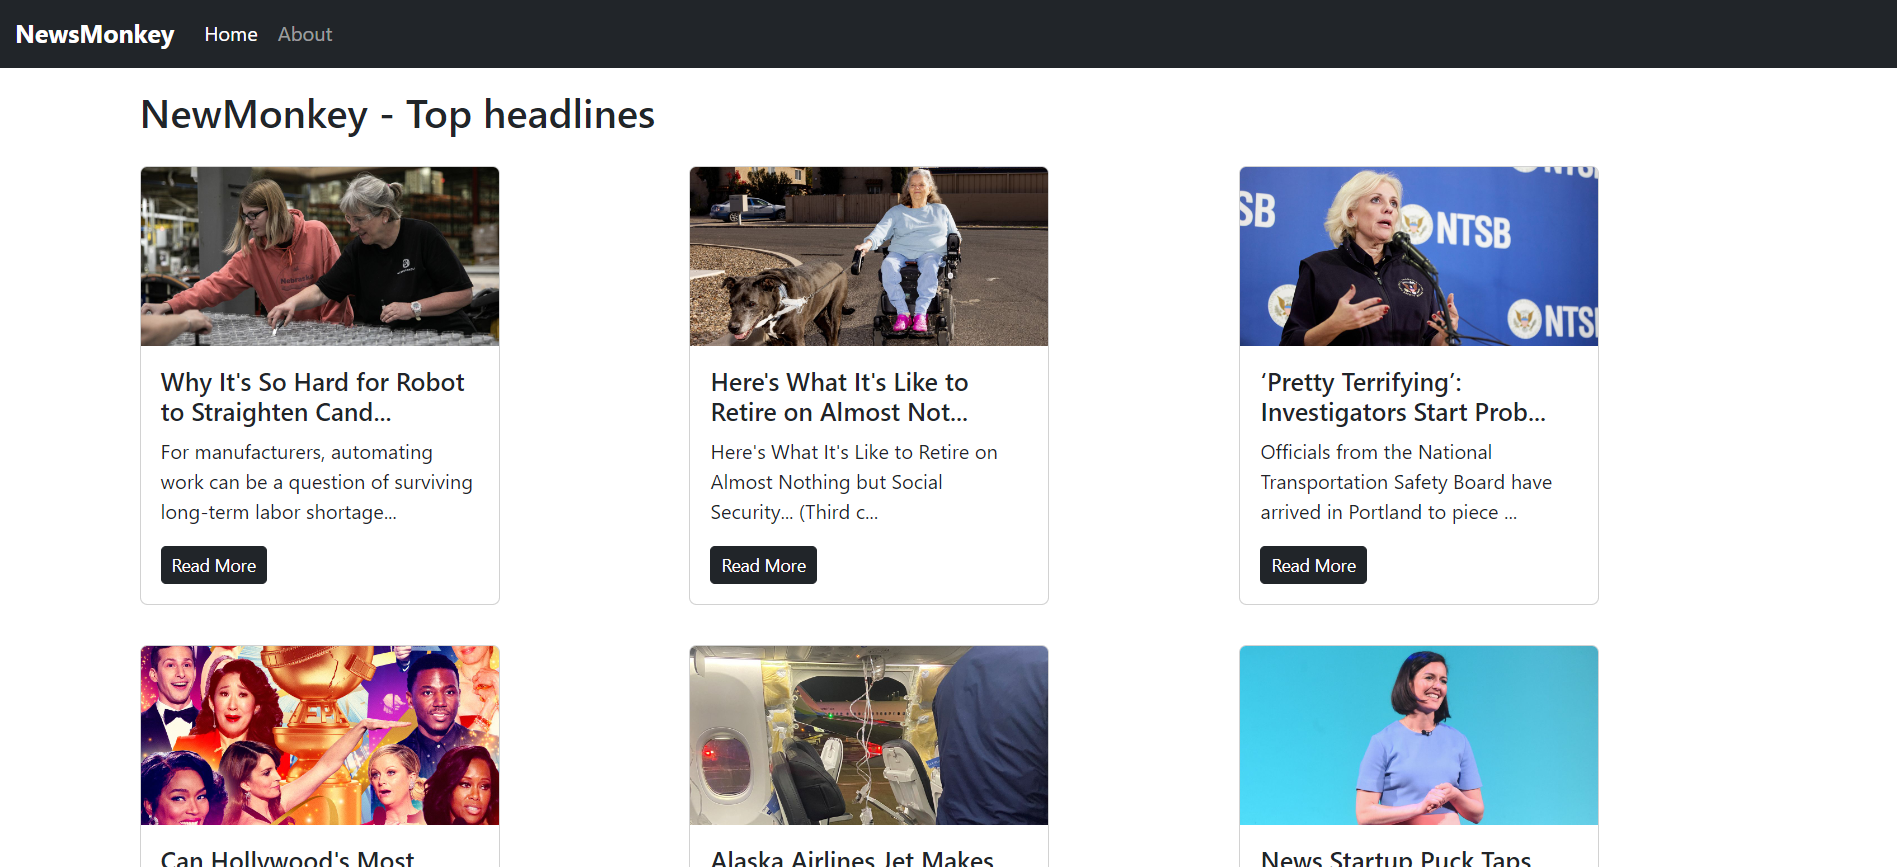 NewsMonkey Home About
NewMonkey - Top headlines
SB NTSB
NTSB
NTSB
Why It's So Hard for Robot
to Straighten Cand...
For manufacturers, automating
work can be a question of surviving
long-term labor shortage...
Read More
Here's What It's Like to
Retire on Almost Not...
Here's What It's Like to Retire on
Almost Nothing but Social
Security... (Third c...
Read More
‘Pretty Terrifying’:
Investigators Start Prob...
Officials from the National
Transportation Safety Board have
arrived in Portland to piece ...
Read More
Can Hollywood's Most
Alaska Airlines Jet Makes
News Startup Puck Taps